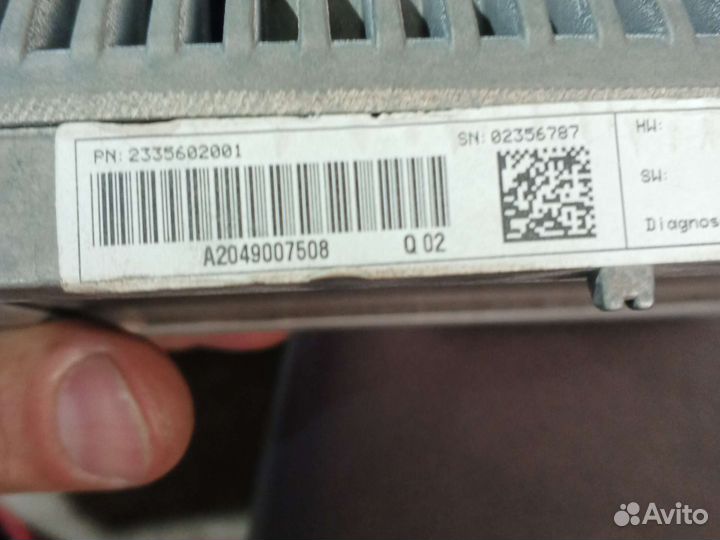 PN: 2335602001
SN: 02356787
A2049007508 Q 02
HW:
SW:
Diagnos
Avito